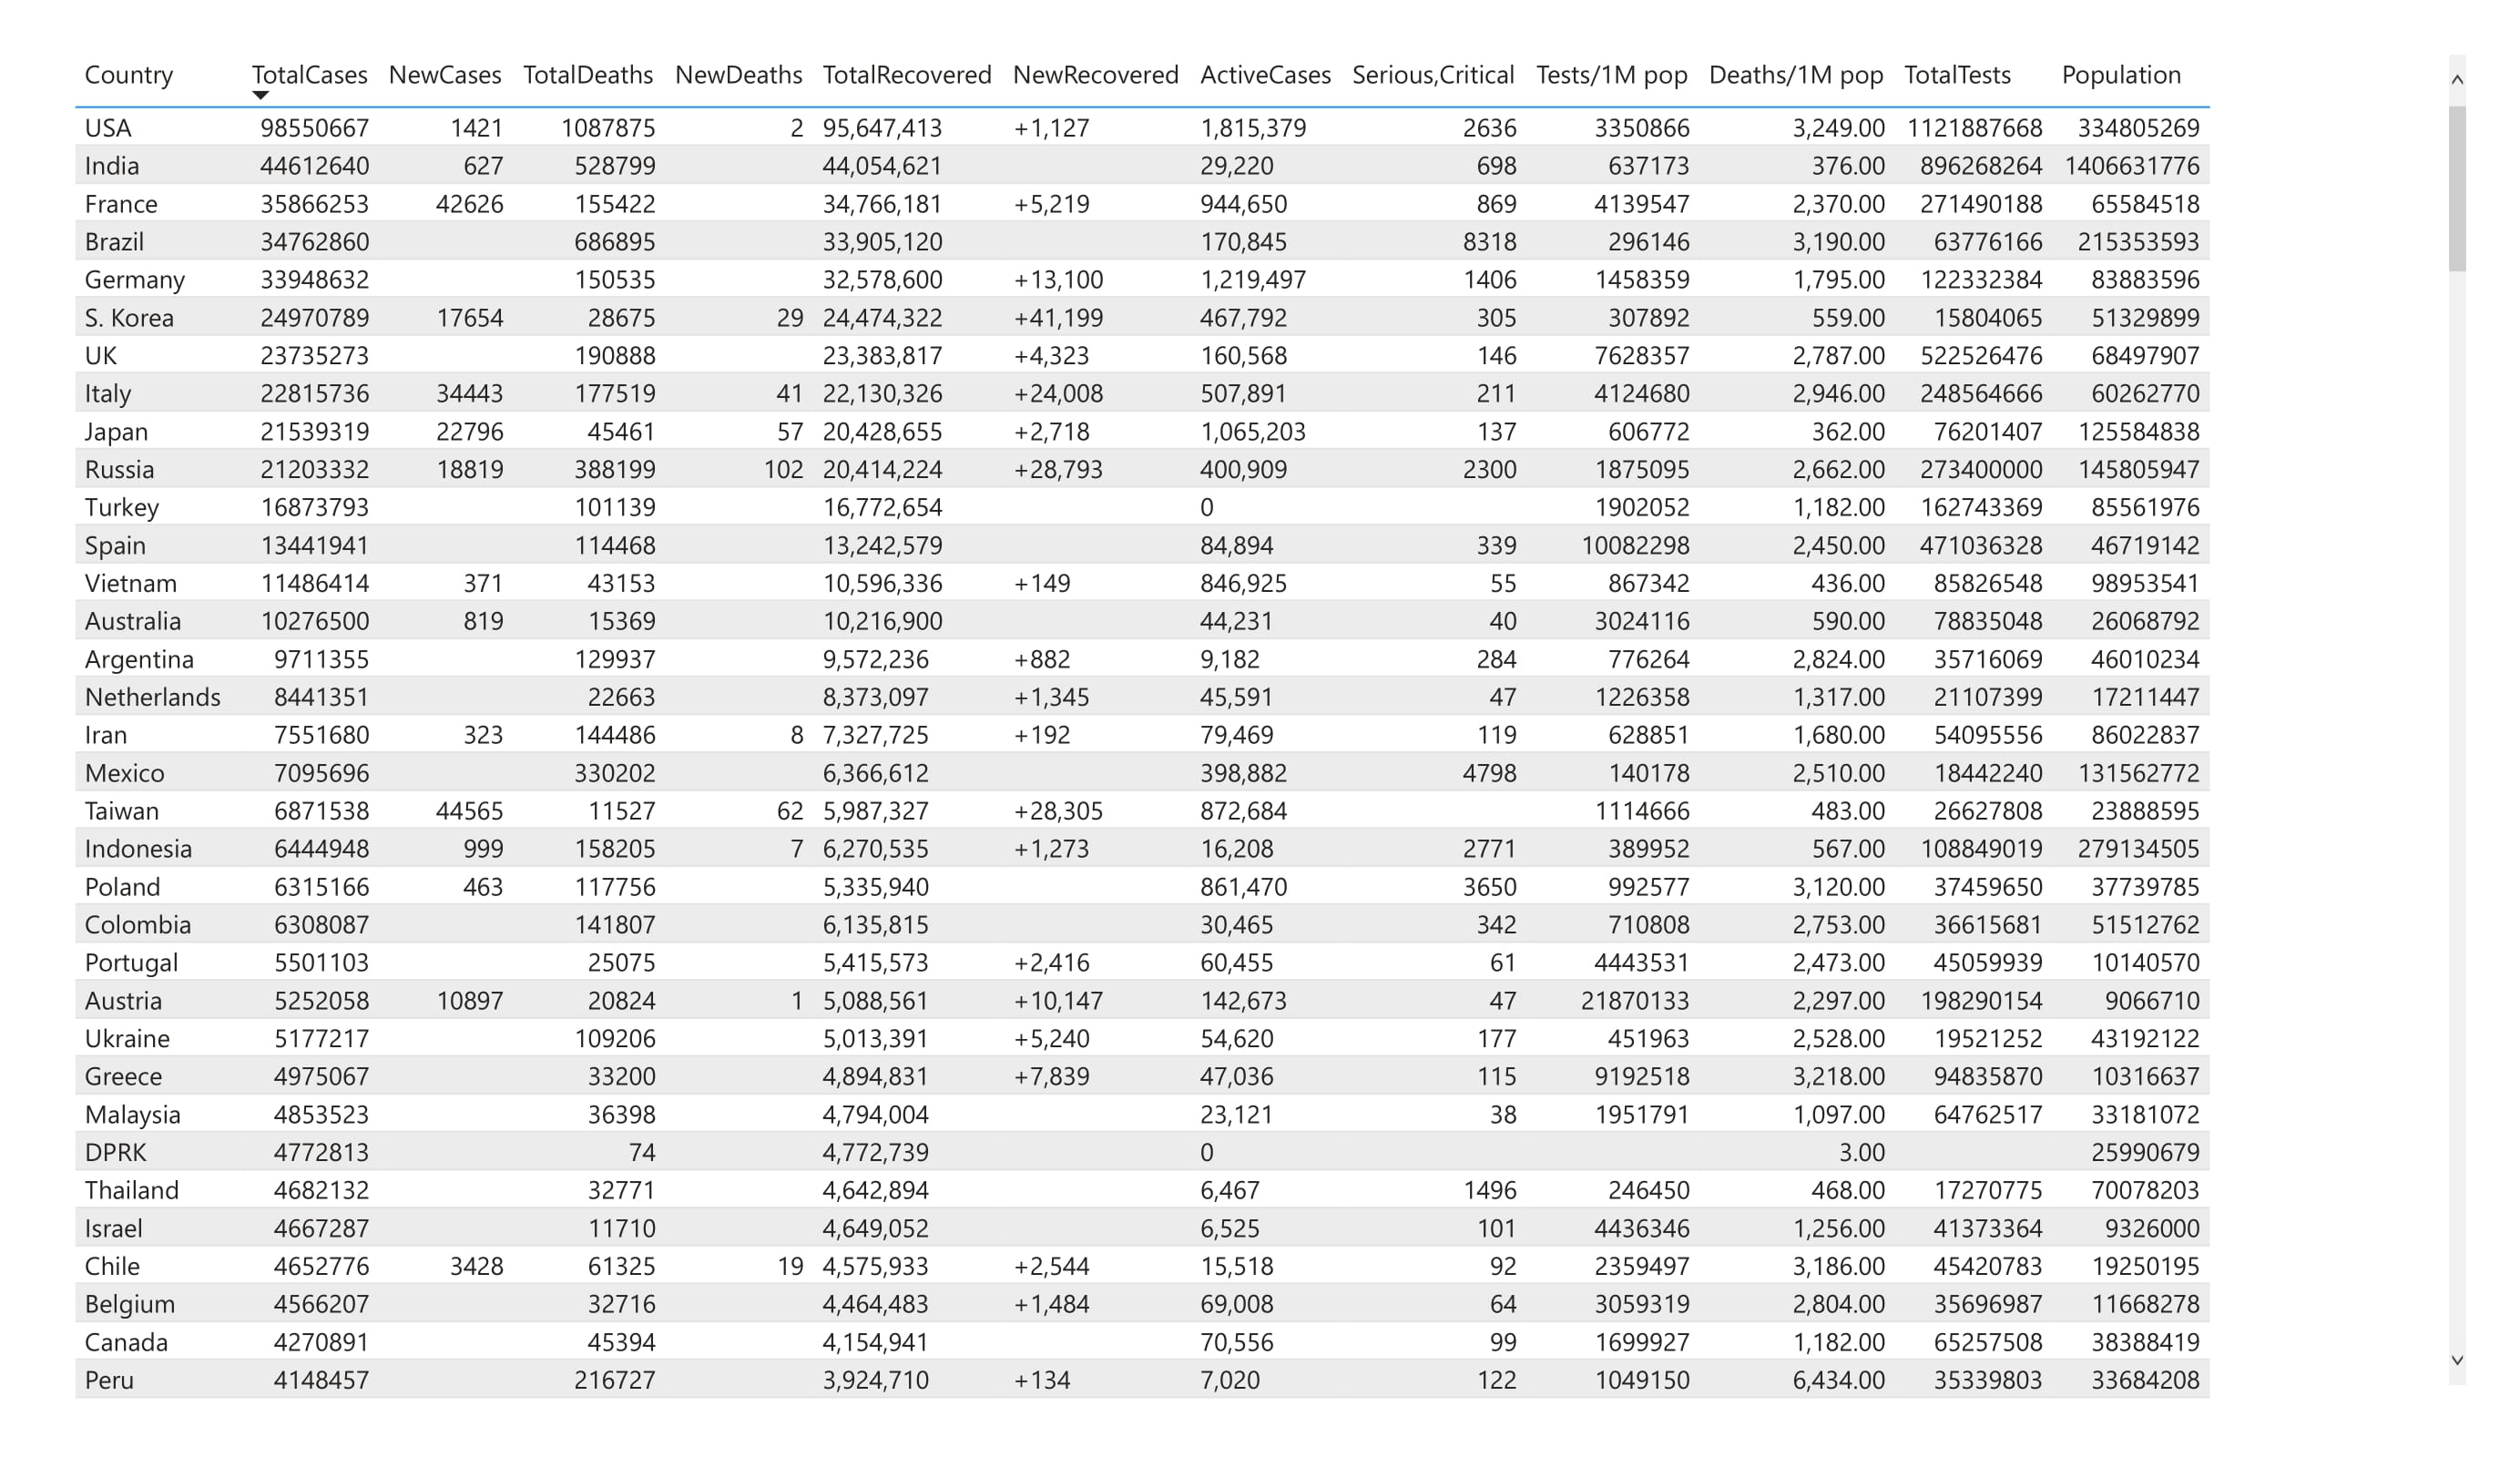 Country TotalCases NewCases TotalDeaths NewDeaths TotalRecovered NewRecovered ActiveCases Serious,Critical Tests/1M pop Deaths/1M pop TotalTests Population
USA 98550667 1421 1087875 2 95,647,413 +1,127 1,815,379 2636 3350866 3,249.00 1121887668 334805269
India 44612640 627 528799 44,054,621 29,220 698 637173 376.00 896268264 1406631776
France 35866253 42626 155422 34,766,181 +5,219 944,650 869 4139547 2,370.00 271490188 65584518
Brazil 34762860 686895 33,905,120 170,845 8318 296146 3,190.00 63776166 215353593
Germany 33948632 150535 32,578,600 +13,100 1,219,497 1406 1458359 1,795.00 122332384 83883596
S. Korea 24970789 17654 28675 29 24,474,322 +41,199 467,792 305 307892 559.00 15804065 51329899
UK 23735273 190888 23,383,817 +4,323 160,568 146 7628357 2,787.00 522526476 68497907
Italy 22815736 34443 177519 41 22,130,326 +24,008 507,891 211 4124680 2,946.00 248564666 60262770
Japan 21539319 22796 45461 57 20,428,655 +2,718 1,065,203 137 606772 362.00 76201407 125584838
Russia 21203332 18819 388199 102 20,414,224 +28,793 400,909 2300 1875095 2,662.00 273400000 145805947
Turkey 16873793 101139 16,772,654 0 1902052 1,182.00 162743369 85561976
Spain 13441941 114468 13,242,579 84,894 339 10082298 2,450.00 471036328 46719142
Vietnam 11486414 371 43153 10,596,336 +149 846,925 55 867342 436.00 85826548 98953541
Australia 10276500 819 15369 10,216,900 44,231 40 3024116 590.00 78835048 26068792
Argentina 9711355 129937 9,572,236 +882 9,182 284 776264 2,824.00 35716069 46010234
Netherlands 8441351 22663 8,373,097 +1,345 45,591 47 1226358 1,317.00 21107399 17211447
Iran 7551680 323 144486 8 7,327,725 +192 79,469 119 628851 1,680.00 54095556 86022837
Mexico 7095696 330202 6,366,612 398,882 4798 140178 2,510.00 18442240 131562772
Taiwan 6871538 44565 11527 62 5,987,327 +28,305 872,684 1114666 483.00 26627808 23888595
Indonesia 6444948 999 158205 7 6,270,535 +1,273 16,208 2771 389952 567.00 108849019 279134505
Poland 6315166 463 117756 5,335,940 861,470 3650 992577 3,120.00 37459650 37739785
Colombia 6308087 141807 6,135,815 30,465 342 710808 2,753.00 36615681 51512762
Portugal 5501103 25075 5,415,573 +2,416 60,455 61 4443531 2,473.00 45059939 10140570
Austria 5252058 10897 20824 1 5,088,561 +10,147 142,673 47 21870133 2,297.00 198290154 9066710
Ukraine 5177217 109206 5,013,391 +5,240 54,620 177 451963 2,528.00 19521252 43192122
Greece 4975067 33200 4,894,831 +7,839 47,036 115 9192518 3,218.00 94835870 10316637
Malaysia 4853523 36398 4,794,004 23,121 38 1951791 1,097.00 64762517 33181072
DPRK 4772813 74 4,772,739 0 3.00 25990679
Thailand 4682132 32771 4,642,894 6,467 1496 246450 468.00 17270775 70078203
Israel 4667287 11710 4,649,052 6,525 101 4436346 1,256.00 41373364 9326000
Chile 4652776 3428 61325 19 4,575,933 +2,544 15,518 92 2359497 3,186.00 45420783 19250195
Belgium 4566207 32716 4,464,483 +1,484 69,008 64 3059319 2,804.00 35696987 11668278
Canada 4270891 45394 4,154,941 70,556 99 1699927 1,182.00 65257508 38388419
Peru 4148457 216727 3,924,710 +134 7,020 122 1049150 6,434.00 35339803 33684208